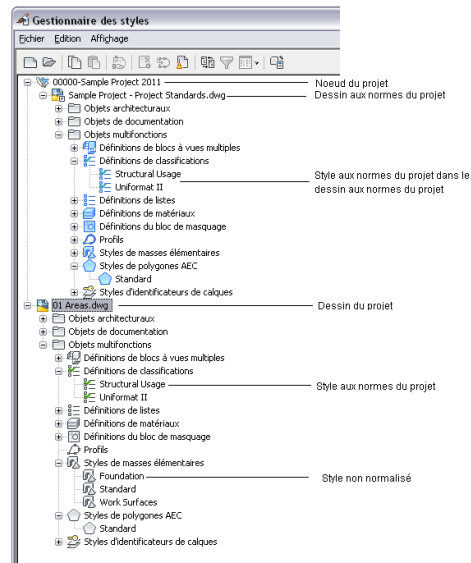 Gestionnaire des styles
Fichier Edition Affichage
00000-Sample Project 2011 Noeud du projet
Sample Project - Project Standards.dwg Dessin aux normes du projet
Objets architecturaux
Objets de documentation
Objets multifonctions
Définitions de blocs à vues multiples
Définitions de classifications
Structural Usage Style aux normes du projet dans le
Uniformat II dessin aux normes du projet
Définitions de listes
Définitions de matériaux
Définitions du bloc de masquage
Profils
Styles de masses élémentaires
Styles de polygones AEC
Standard
Styles d'identificateurs de calques
01 Areas.dwg Dessin du projet
Objets architecturaux
Objets de documentation
Objets multifonctions
Définitions de blocs à vues multiples
Définitions de classifications
Structural Usage Style aux normes du projet
Uniformat II
Définitions de listes
Définitions de matériaux
Définitions du bloc de masquage
Profils
Styles de masses élémentaires
Foundation Style non normalisé
Standard
Work Surfaces
Styles de polygones AEC
Standard
Styles d'identificateurs de calques